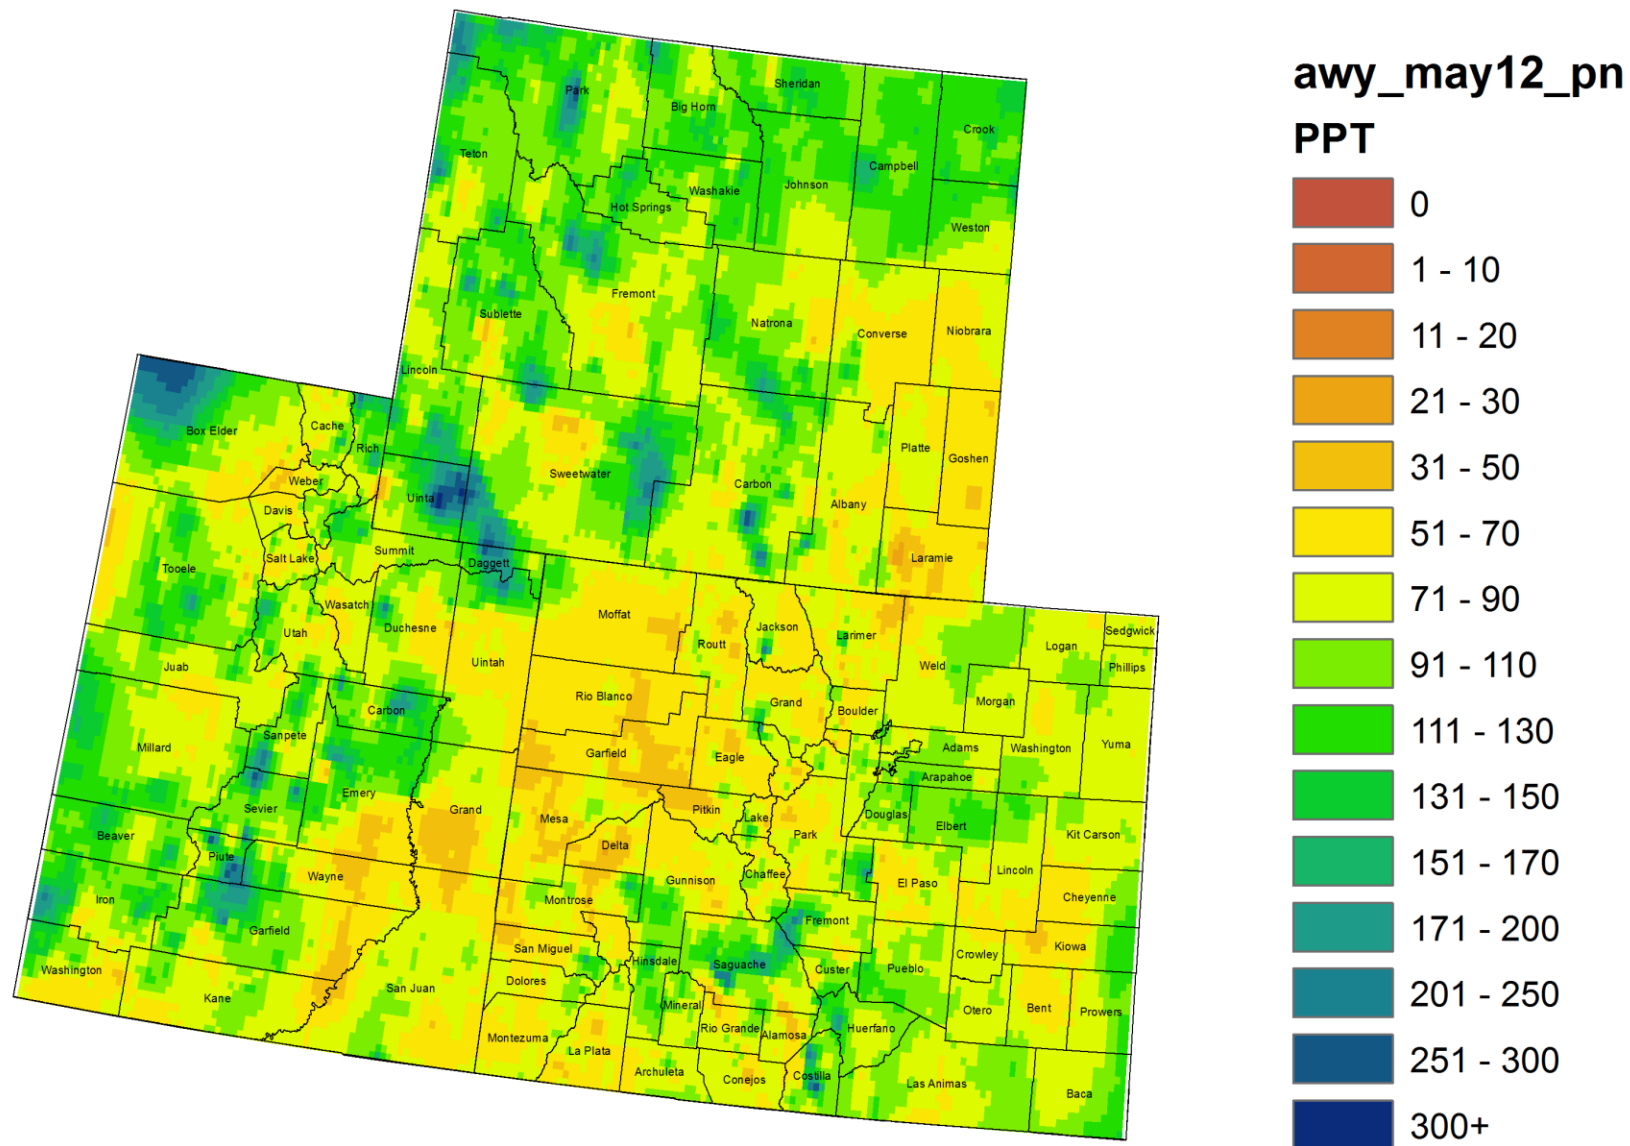 awy_may12_pn
PPT
0
1 - 10
11 - 20
21 - 30
31 - 50
51 - 70
71 - 90
91 - 110
111 - 130
131 - 150
151 - 170
171 - 200
201 - 250
251 - 300
300+
Park
Sheridan
Big Horn
Crook
Teton
Campbell
Johnson
Washakie
Hot Springs
Weston
Fremont
Sublette
Natrona
Converse
Niobrara
Lincoln
Platte
Goshen
Sweetwater
Carbon
Uinta
Albany
Laramie
Box Elder
Cache
Rich
Weber
Davis
Summit
Salt Lake
Daggett
Tooele
Wasatch
Duchesne
Utah
Uintah
Juab
Carbon
Sanpete
Millard
Emery
Grand
Sevier
Beaver
Piute
Wayne
Iron
Garfield
Washington
Kane
San Juan
Moffat
Routt
Jackson
Larimer
Weld
Logan
Sedgwick
Phillips
Rio Blanco
Grand
Boulder
Morgan
Garfield
Eagle
Adams
Washington
Yuma
Arapahoe
Mesa
Pitkin
Lake
Park
Douglas
Elbert
Kit Carson
Delta
Gunnison
Chaffee
El Paso
Lincoln
Cheyenne
Montrose
Fremont
Kiowa
San Miguel
Hinsdale
Saguache
Custer
Pueblo
Crowley
Dolores
Mineral
Otero
Bent
Prowers
Montezuma
La Plata
Rio Grande
Alamosa
Huerfano
Archuleta
Conejos
Costilla
Las Animas
Baca